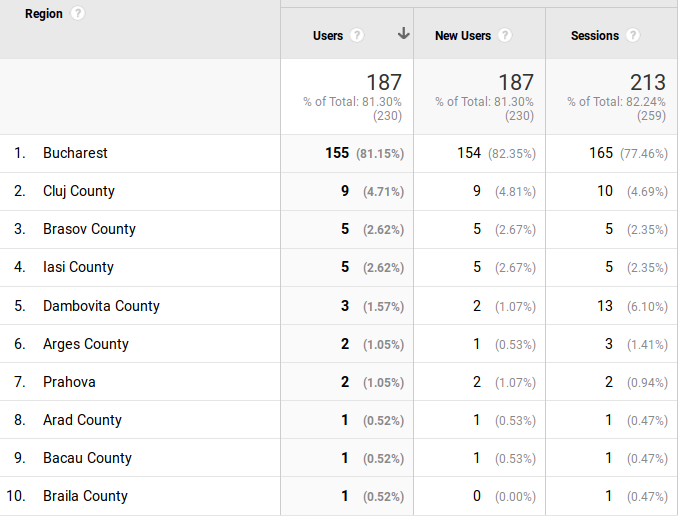 Region ?
Users ? New Users ? Sessions ?
187 187 213
% of Total: 81.30% % of Total: 81.30% % of Total: 82.24%
(230) (230) (259)
1. Bucharest 155 (81.15%) 154 (82.35%) 165 (77.46%)
2. Cluj County 9 (4.71%) 9 (4.81%) 10 (4.69%)
3. Brasov County 5 (2.62%) 5 (2.67%) 5 (2.35%)
4. Iasi County 5 (2.62%) 5 (2.67%) 5 (2.35%)
5. Dambovita County 3 (1.57%) 2 (1.07%) 13 (6.10%)
6. Arges County 2 (1.05%) 1 (0.53%) 3 (1.41%)
7. Prahova 2 (1.05%) 2 (1.07%) 2 (0.94%)
8. Arad County 1 (0.52%) 1 (0.53%) 1 (0.47%)
9. Bacau County 1 (0.52%) 1 (0.53%) 1 (0.47%)
10. Braila County 1 (0.52%) 0 (0.00%) 1 (0.47%)